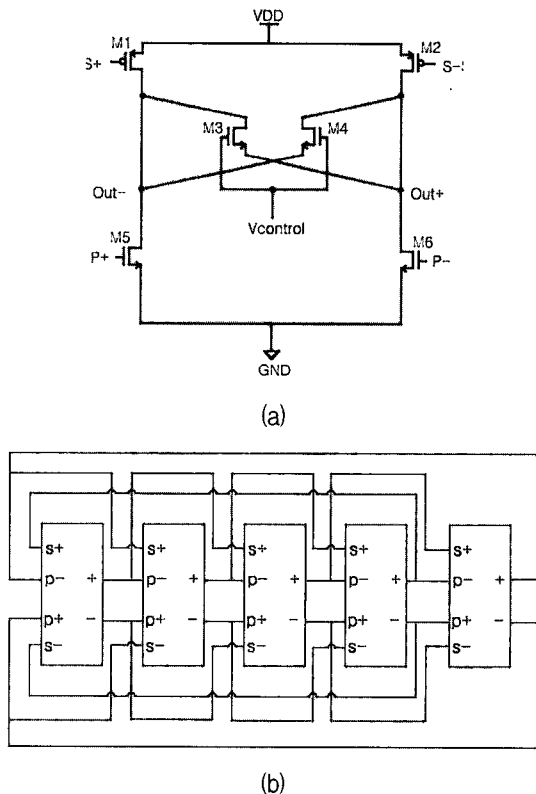 VDD
M1 M2
S+ S-
M3 M4
Out- Out+
Vcontrol
M5 M6
P+ P-
GND
(a)
s+ s+ s+ s+ s+
p- + p- + p- + p- + p- +
p+ - p+ - p+ - p+ - p+ -
s- s- s- s- s-
(b)